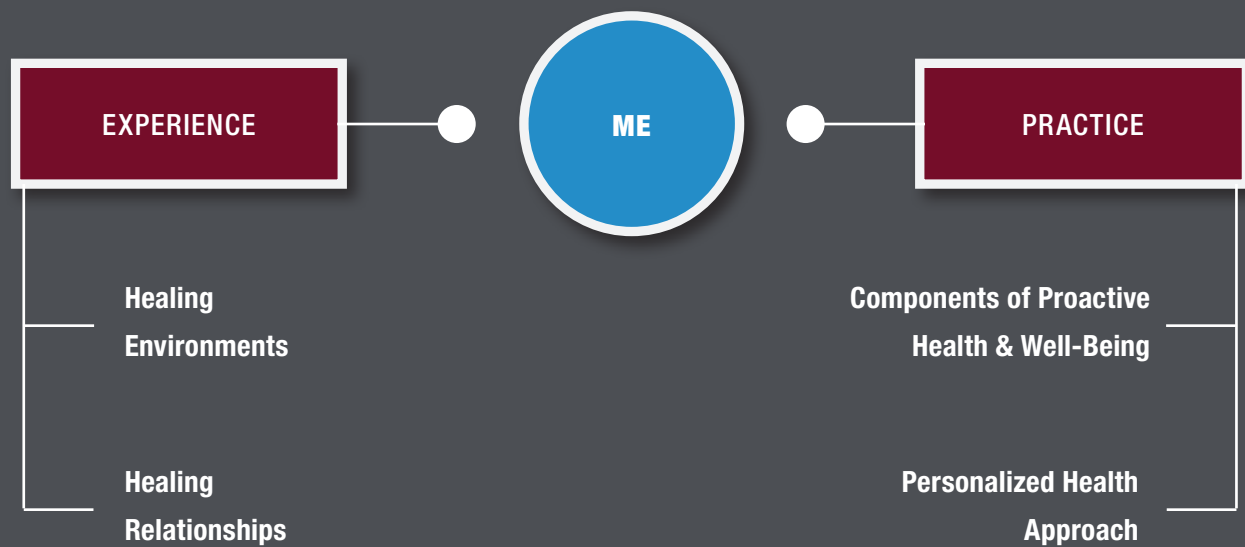 EXPERIENCE
ME
PRACTICE
Healing
Environments
Healing
Relationships
Components of Proactive
Health & Well-Being
Personalized Health
Approach